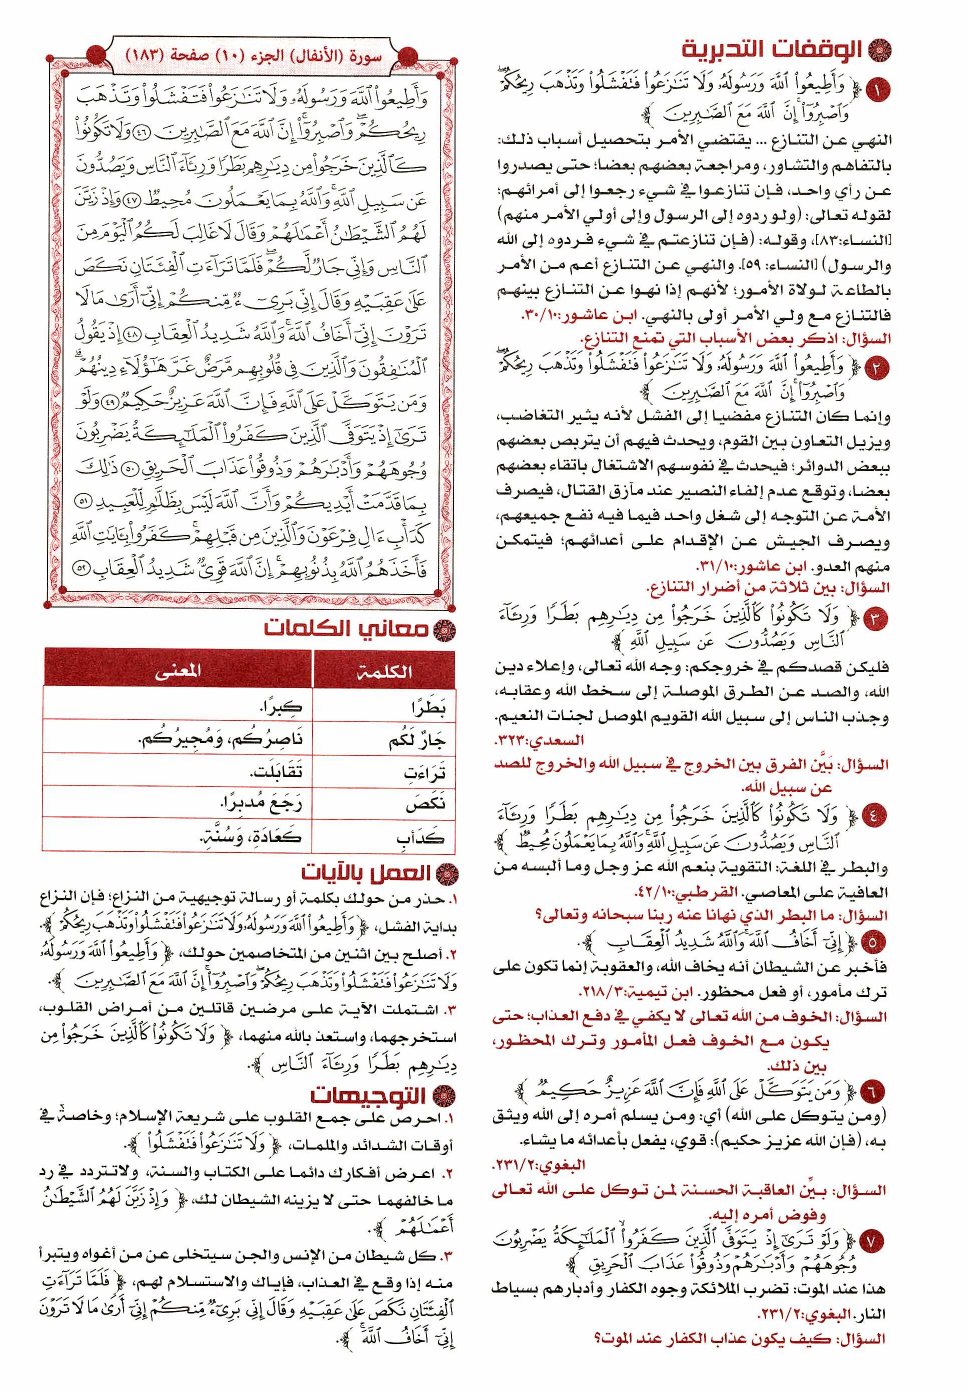 الوقفات التدبرية
١ ﴿ وَأَطِيعُوا۟ ٱللَّهَ وَرَسُولَهُۥ وَلَا تَنَٰزَعُوا۟ فَتَفْشَلُوا۟ وَتَذْهَبَ رِيحُكُمْ ۖ
وَٱصْبِرُوٓا۟ ۚ إِنَّ ٱللَّهَ مَعَ ٱلصَّٰبِرِينَ ﴾
النهي عن التنازع ... يقتضي الأمر بتحصيل أسباب ذلك:
بالتفاهم والتشاور، ومراجعة بعضهم بعضا؛ حتى يصدروا
عن رأي واحد، فإن تنازعوا في شيء رجعوا إلى أمرائهم؛
لقوله تعالى: (ولو ردوه إلى الرسول وإلى أولي الأمر منهم)
[النساء:٨٣]، وقوله: (فإن تنازعتم في شيء فردوه إلى الله
والرسول) [النساء: ٥٩]. والنهي عن التنازع أعم من الأمر
بالطاعة لولاة الأمور؛ لأنهم إذا نهوا عن التنازع بينهم
فالتنازع مع ولي الأمر أولى بالنهي. ابن عاشور:٣٠/١٠.
السؤال: اذكر بعض الأسباب التي تمنع التنازع.
٢ ﴿ وَأَطِيعُوا۟ ٱللَّهَ وَرَسُولَهُۥ وَلَا تَنَٰزَعُوا۟ فَتَفْشَلُوا۟ وَتَذْهَبَ رِيحُكُمْ ۖ
وَٱصْبِرُوٓا۟ ۚ إِنَّ ٱللَّهَ مَعَ ٱلصَّٰبِرِينَ ﴾
وإنما كان التنازع مفضيا إلى الفشل لأنه يثير التغاضب،
ويزيل التعاون بين القوم، ويحدث فيهم أن يتربص بعضهم
ببعض الدوائر؛ فيحدث في نفوسهم الاشتغال باتقاء بعضهم
بعضا، وتوقع عدم إلفاء النصير عند مآزق القتال، فيصرف
الأمة عن التوجه إلى شغل واحد فيما فيه نفع جميعهم،
ويصرف الجيش عن الإقدام على أعدائهم؛ فيتمكن
منهم العدو. ابن عاشور:٣١/١٠.
السؤال: بين ثلاثة من أضرار التنازع.
٣ ﴿ وَلَا تَكُونُوا۟ كَٱلَّذِينَ خَرَجُوا۟ مِن دِيَٰرِهِم بَطَرًا وَرِئَآءَ
ٱلنَّاسِ وَيَصُدُّونَ عَن سَبِيلِ ٱللَّهِ ﴾
فليكن قصدكم في خروجكم: وجه الله تعالى، وإعلاء دين
الله، والصد عن الطرق الموصلة إلى سخط الله وعقابه،
وجذب الناس إلى سبيل الله القويم الموصل لجنات النعيم.
السعدي:٣٢٣.
السؤال: بَيِّن الفرق بين الخروج في سبيل الله والخروج للصد
عن سبيل الله.
٤ ﴿ وَلَا تَكُونُوا۟ كَٱلَّذِينَ خَرَجُوا۟ مِن دِيَٰرِهِم بَطَرًا وَرِئَآءَ
ٱلنَّاسِ وَيَصُدُّونَ عَن سَبِيلِ ٱللَّهِ ۚ وَٱللَّهُ بِمَا يَعْمَلُونَ مُحِيطٌ ﴾
والبطر في اللغة: التقوية بنعم الله عز وجل وما ألبسه من
العافية على المعاصي. القرطبي:٤٢/١٠.
السؤال: ما البطر الذي نهانا عنه ربنا سبحانه وتعالى؟
٥ ﴿ إِنِّىٓ أَخَافُ ٱللَّهَ ۚ وَٱللَّهُ شَدِيدُ ٱلْعِقَابِ ﴾.
فأخبر عن الشيطان أنه يخاف الله، والعقوبة إنما تكون على
ترك مأمور، أو فعل محظور. ابن تيمية:٢١٨/٣.
السؤال: الخوف من الله تعالى لا يكفي في دفع العذاب؛ حتى
يكون مع الخوف فعل المأمور وترك المحظور،
بين ذلك.
٦ ﴿ وَمَن يَتَوَكَّلْ عَلَى ٱللَّهِ فَإِنَّ ٱللَّهَ عَزِيزٌ حَكِيمٌ ﴾
(ومن يتوكل على الله) أي: ومن يسلم أمره إلى الله ويثق
به، (فإن الله عزيز حكيم): قوي، يفعل بأعدائه ما يشاء.
البغوي:٢٣١/٢.
السؤال: بيِّن العاقبة الحسنة لمن توكل على الله تعالى
وفوض أمره إليه.
٧ ﴿ وَلَوْ تَرَىٰٓ إِذْ يَتَوَفَّى ٱلَّذِينَ كَفَرُوا۟ ۙ ٱلْمَلَٰٓئِكَةُ يَضْرِبُونَ
وُجُوهَهُمْ وَأَدْبَٰرَهُمْ وَذُوقُوا۟ عَذَابَ ٱلْحَرِيقِ ﴾
هذا عند الموت: تضرب الملائكة وجوه الكفار وأدبارهم بسياط
النار. البغوي:٢٣١/٢.
السؤال: كيف يكون عذاب الكفار عند الموت؟
سورة (الأنفال) الجزء (١٠) صفحة (١٨٣)
وَأَطِيعُوا۟ ٱللَّهَ وَرَسُولَهُۥ وَلَا تَنَٰزَعُوا۟ فَتَفْشَلُوا۟ وَتَذْهَبَ
رِيحُكُمْ ۖ وَٱصْبِرُوٓا۟ ۚ إِنَّ ٱللَّهَ مَعَ ٱلصَّٰبِرِينَ ٤٦ وَلَا تَكُونُوا۟
كَٱلَّذِينَ خَرَجُوا۟ مِن دِيَٰرِهِم بَطَرًا وَرِئَآءَ ٱلنَّاسِ وَيَصُدُّونَ
عَن سَبِيلِ ٱللَّهِ ۚ وَٱللَّهُ بِمَا يَعْمَلُونَ مُحِيطٌ ٤٧ وَإِذْ زَيَّنَ
لَهُمُ ٱلشَّيْطَٰنُ أَعْمَٰلَهُمْ وَقَالَ لَا غَالِبَ لَكُمُ ٱلْيَوْمَ مِنَ
ٱلنَّاسِ وَإِنِّى جَارٌ لَّكُمْ ۖ فَلَمَّا تَرَآءَتِ ٱلْفِئَتَانِ نَكَصَ
عَلَىٰ عَقِبَيْهِ وَقَالَ إِنِّى بَرِىٓءٌ مِّنكُمْ إِنِّىٓ أَرَىٰ مَا لَا
تَرَوْنَ إِنِّىٓ أَخَافُ ٱللَّهَ ۚ وَٱللَّهُ شَدِيدُ ٱلْعِقَابِ ٤٨ إِذْ يَقُولُ
ٱلْمُنَٰفِقُونَ وَٱلَّذِينَ فِى قُلُوبِهِم مَّرَضٌ غَرَّ هَٰٓؤُلَآءِ دِينُهُمْ ۗ
وَمَن يَتَوَكَّلْ عَلَى ٱللَّهِ فَإِنَّ ٱللَّهَ عَزِيزٌ حَكِيمٌ ٤٩ وَلَوْ
تَرَىٰٓ إِذْ يَتَوَفَّى ٱلَّذِينَ كَفَرُوا۟ ۙ ٱلْمَلَٰٓئِكَةُ يَضْرِبُونَ
وُجُوهَهُمْ وَأَدْبَٰرَهُمْ وَذُوقُوا۟ عَذَابَ ٱلْحَرِيقِ ٥٠ ذَٰلِكَ
بِمَا قَدَّمَتْ أَيْدِيكُمْ وَأَنَّ ٱللَّهَ لَيْسَ بِظَلَّٰمٍ لِّلْعَبِيدِ ٥١
كَدَأْبِ ءَالِ فِرْعَوْنَ وَٱلَّذِينَ مِن قَبْلِهِمْ ۚ كَفَرُوا۟ بِـَٔايَٰتِ ٱللَّهِ
فَأَخَذَهُمُ ٱللَّهُ بِذُنُوبِهِمْ ۗ إِنَّ ٱللَّهَ قَوِىٌّ شَدِيدُ ٱلْعِقَابِ ٥٢
معاني الكلمات
الكلمة المعنى
بَطَرًا كِبرًا.
جَارٌ لَكُم نَاصِرُكُم، وَمُجِيرُكُم.
تَرَاءَتِ تَقَابَلَت.
نَكَصَ رَجَعَ مُدبِرًا.
كَدَأبِ كَعَادَةِ، وَسُنَّةِ.
العمل بالآيات
١. حذر من حولك بكلمة أو رسالة توجيهية من النزاع؛ فإن النزاع
بداية الفشل، ﴿ وَأَطِيعُوا۟ ٱللَّهَ وَرَسُولَهُۥ وَلَا تَنَٰزَعُوا۟ فَتَفْشَلُوا۟ وَتَذْهَبَ رِيحُكُمْ ﴾.
٢. أصلح بين اثنين من المتخاصمين حولك، ﴿ وَأَطِيعُوا۟ ٱللَّهَ وَرَسُولَهُۥ
وَلَا تَنَٰزَعُوا۟ فَتَفْشَلُوا۟ وَتَذْهَبَ رِيحُكُمْ ۖ وَٱصْبِرُوٓا۟ ۚ إِنَّ ٱللَّهَ مَعَ ٱلصَّٰبِرِينَ ﴾.
٣. اشتملت الآية على مرضين قاتلين من أمراض القلوب،
استخرجهما، واستعذ بالله منهما، ﴿ وَلَا تَكُونُوا۟ كَٱلَّذِينَ خَرَجُوا۟ مِن
دِيَٰرِهِم بَطَرًا وَرِئَآءَ ٱلنَّاسِ ﴾.
التوجيهات
١. احرص على جمع القلوب على شريعة الإسلام؛ وخاصة في
أوقات الشدائد والملمات، ﴿ وَلَا تَنَٰزَعُوا۟ فَتَفْشَلُوا۟ ﴾.
٢. اعرض أفكارك دائما على الكتاب والسنة، ولا تتردد في رد
ما خالفهما حتى لا يزينه الشيطان لك، ﴿ وَإِذْ زَيَّنَ لَهُمُ ٱلشَّيْطَٰنُ
أَعْمَٰلَهُمْ ﴾.
٣. كل شيطان من الإنس والجن سيتخلى عن من أغواه ويتبرأ
منه إذا وقع في العذاب، فإياك والاستسلام لهم، ﴿ فَلَمَّا تَرَآءَتِ
ٱلْفِئَتَانِ نَكَصَ عَلَىٰ عَقِبَيْهِ وَقَالَ إِنِّى بَرِىٓءٌ مِّنكُمْ إِنِّىٓ أَرَىٰ مَا لَا تَرَوْنَ
إِنِّىٓ أَخَافُ ٱللَّهَ ۚ ﴾.